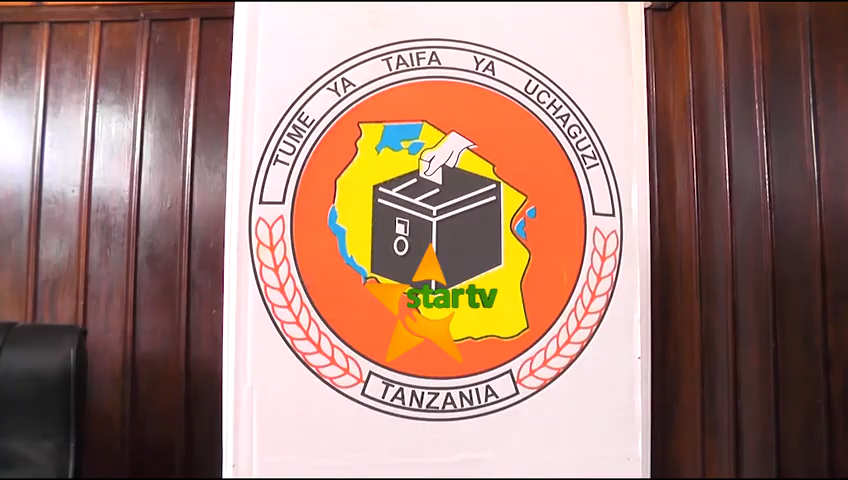 TUME YA TAIFA YA UCHAGUZI
startv
TANZANIA